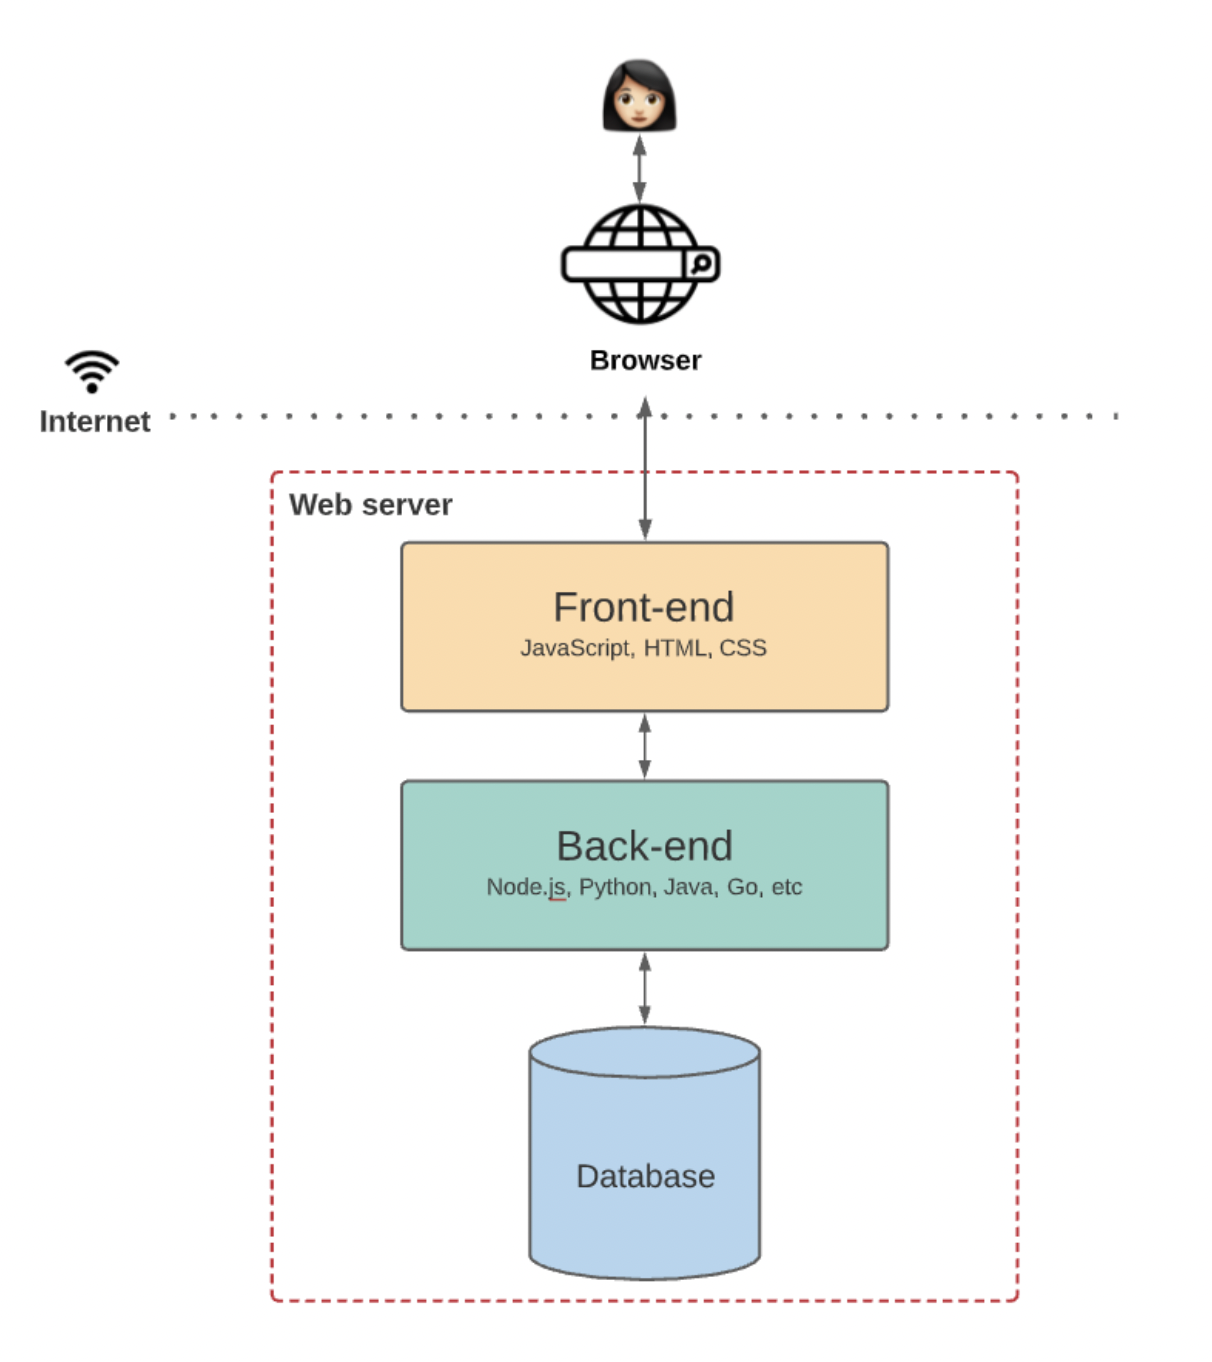 Browser
Internet
Web server
Front-end
JavaScript, HTML, CSS
Back-end
Node.js, Python, Java, Go, etc
Database